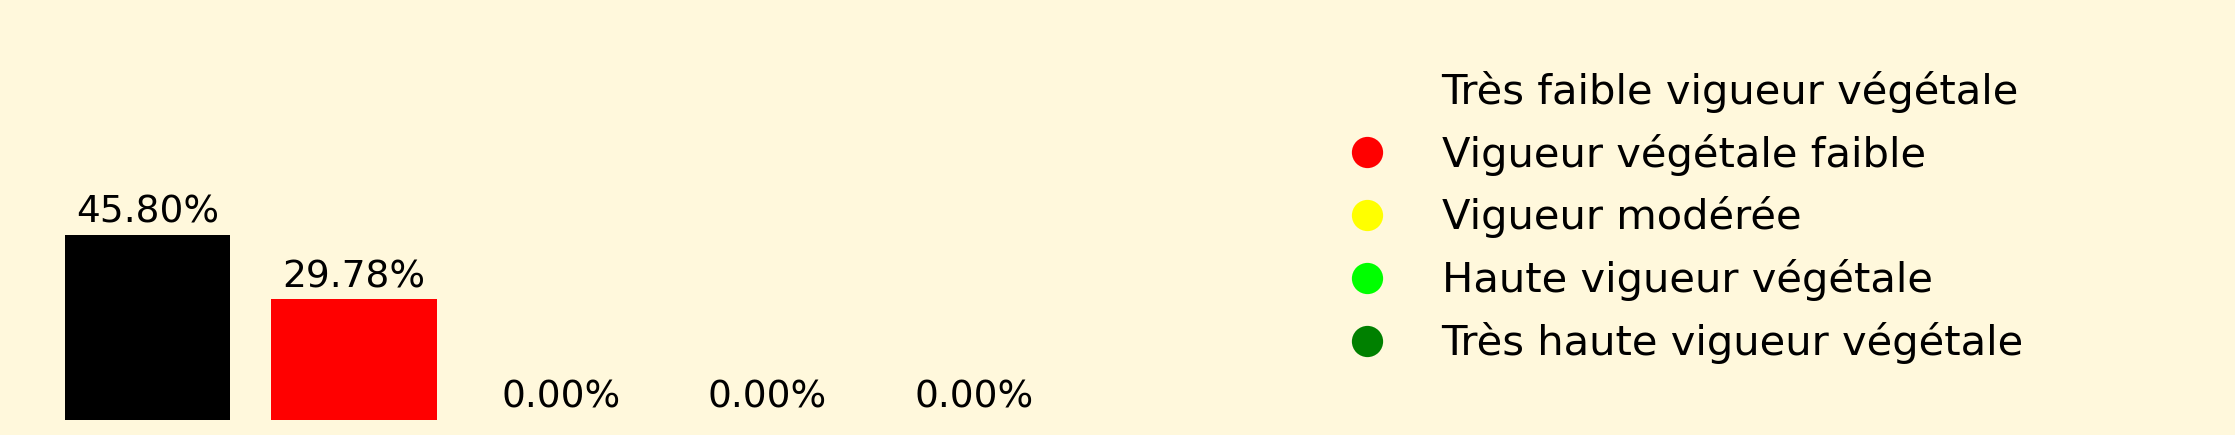 45.80%
29.78%
0.00%
0.00%
0.00%
Très faible vigueur végétale
Vigueur végétale faible
Vigueur modérée
Haute vigueur végétale
Très haute vigueur végétale